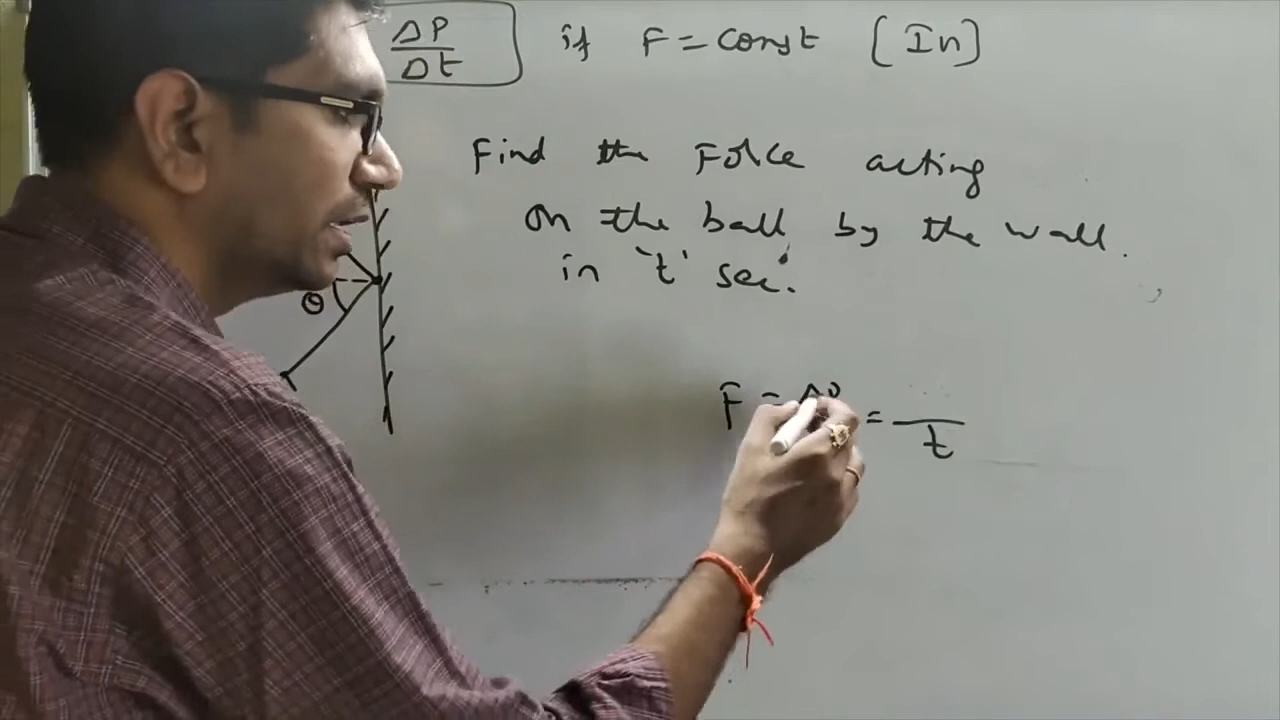 ΔP
Δt
if F = const [In]
Find the Force acting
on the ball by the wall.
in 't' sec.
θ
F = ΔP = 
t